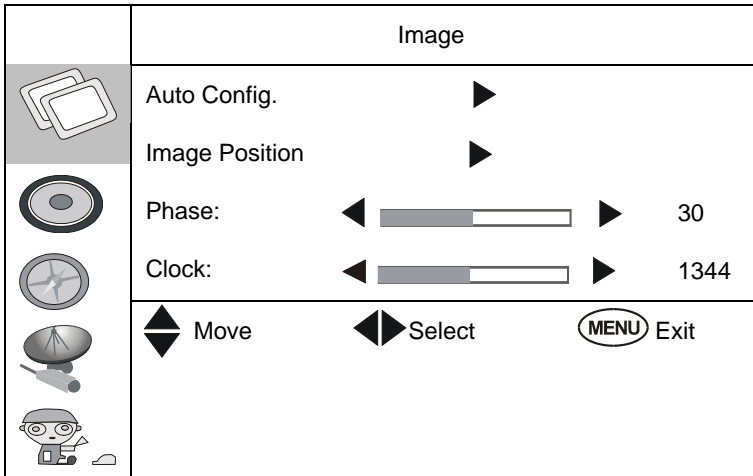 Image
Auto Config.
Image Position
Phase: 30
Clock: 1344
Move Select MENU Exit